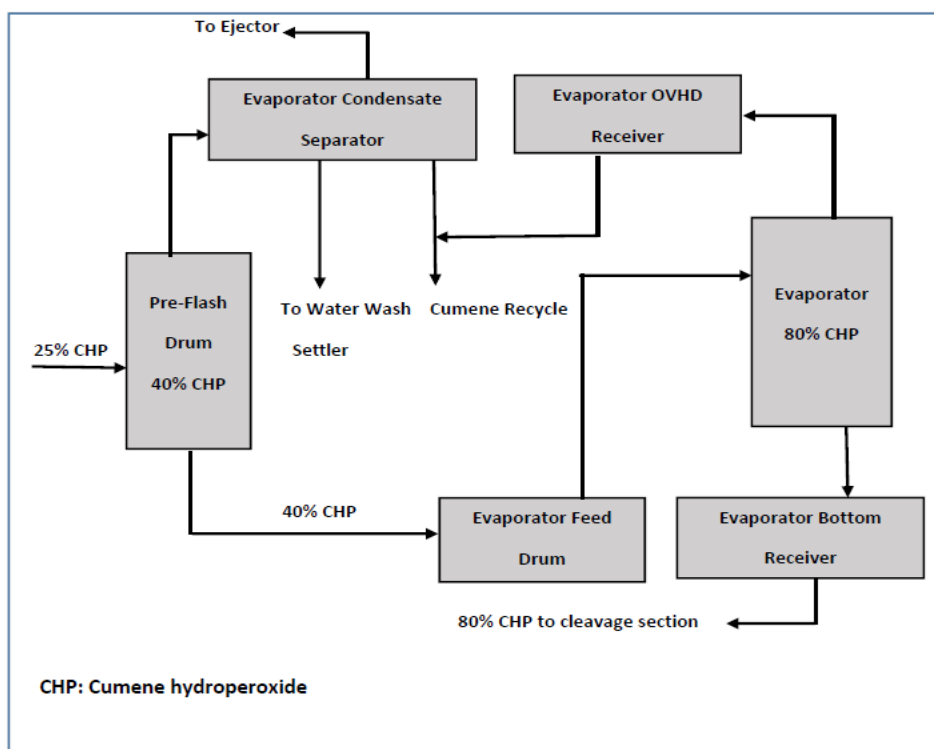 To Ejector
Evaporator Condensate
Separator
Evaporator OVHD
Receiver
Pre-Flash
Drum
40% CHP
25% CHP
To Water Wash
Settler
Cumene Recycle
Evaporator
80% CHP
40% CHP
Evaporator Feed
Drum
Evaporator Bottom
Receiver
80% CHP to cleavage section
CHP: Cumene hydroperoxide